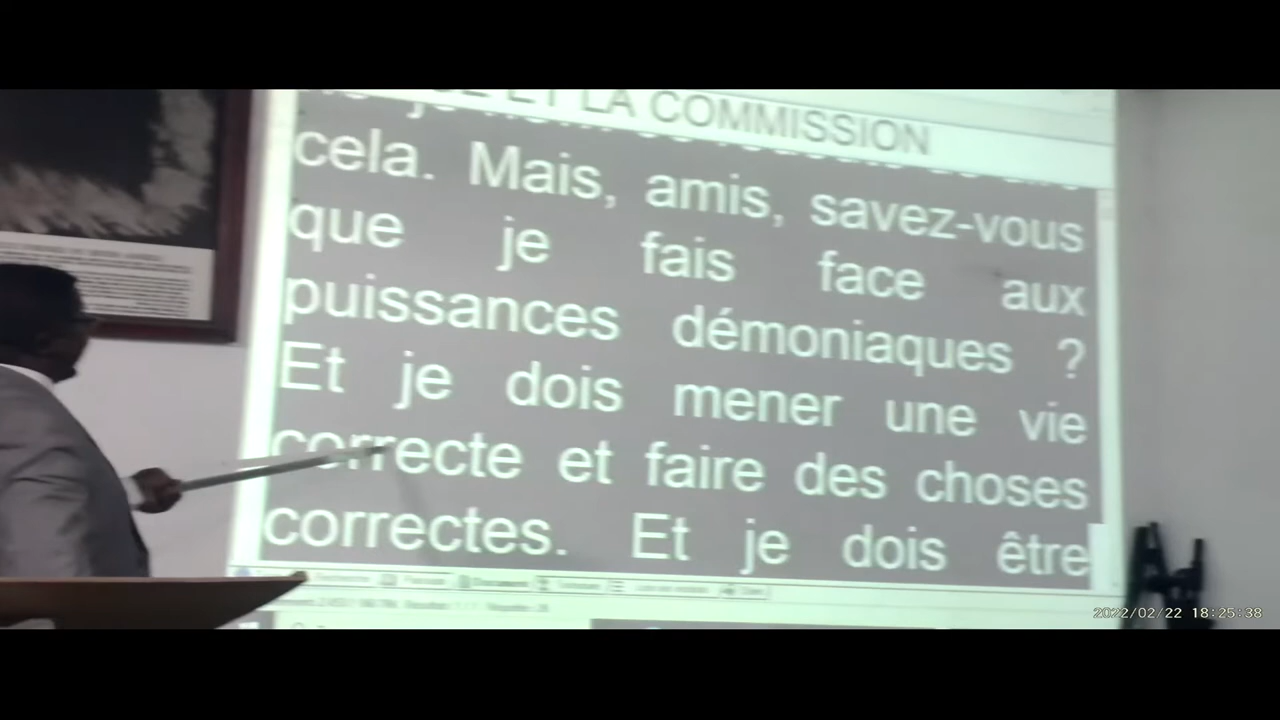 ET LA COMMISSION
cela. Mais, amis, savez-vous
que je fais face aux
puissances démoniaques ?
Et je dois mener une vie
correcte et faire des choses
correctes. Et je dois être
2022/02/22 18:25:38